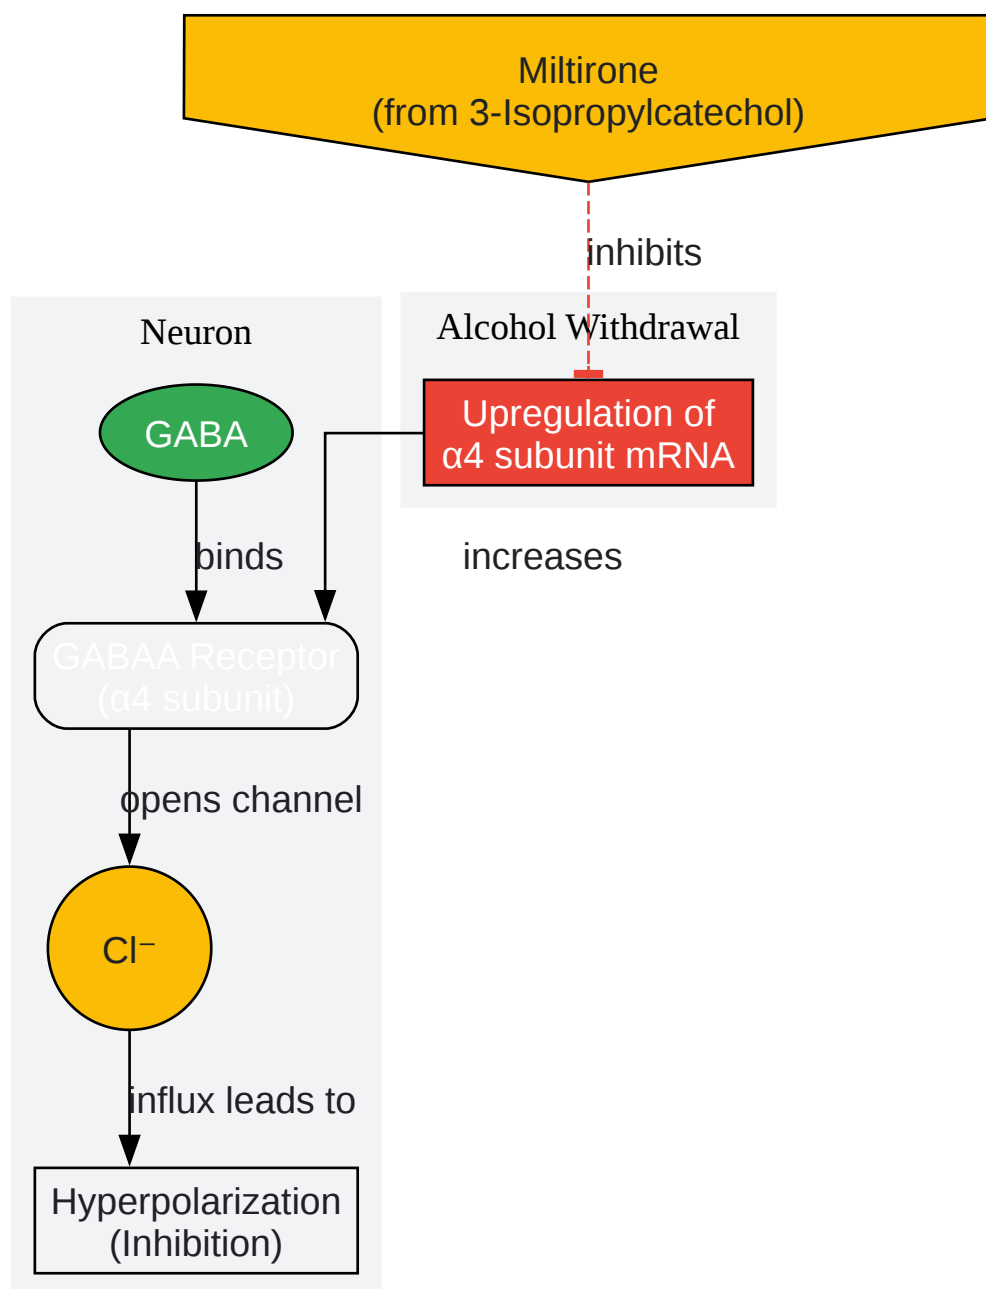 Miltirone
(from 3-Isopropylcatechol)
inhibits
Neuron
Alcohol Withdrawal
GABA
Upregulation of
α4 subunit mRNA
binds
increases
GABAA Receptor
(α4 subunit)
opens channel
Cl⁻
influx leads to
Hyperpolarization
(Inhibition)